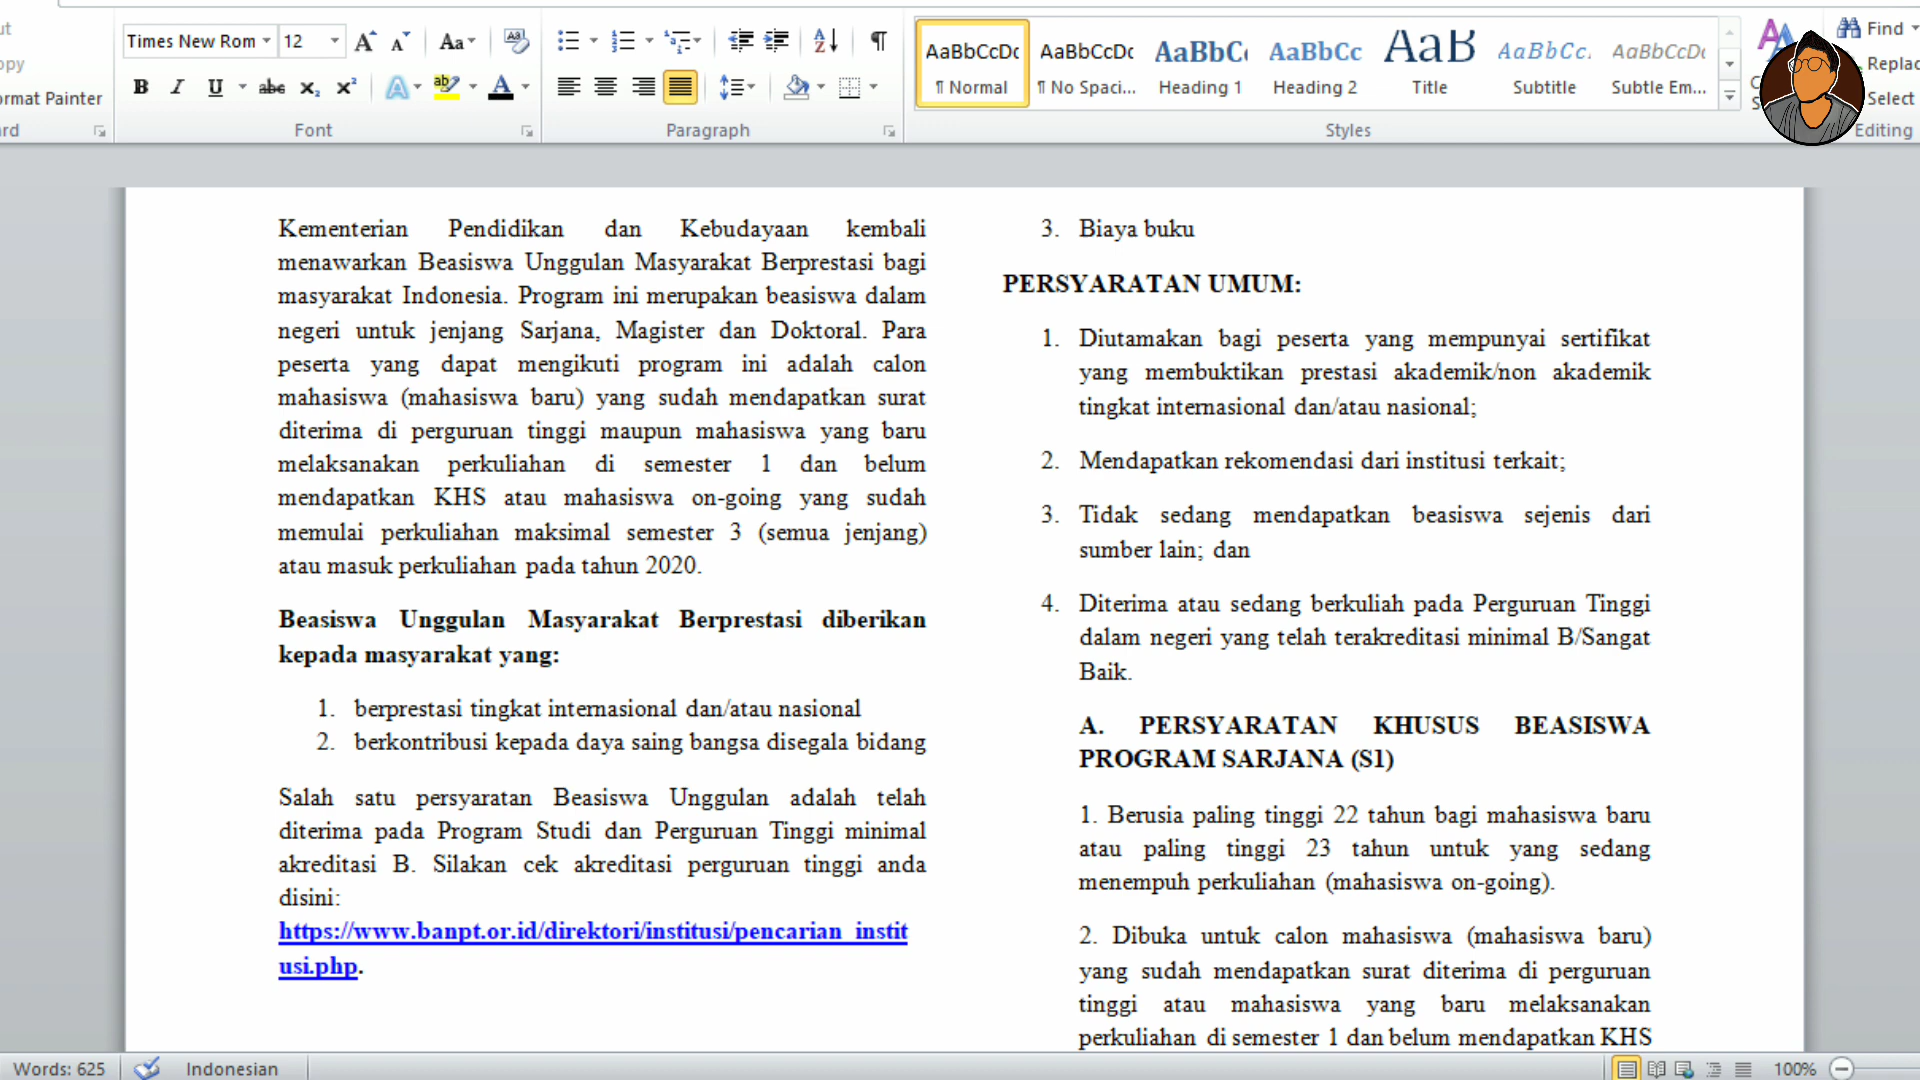 ut
Times New Rom
12
Aa
Find
opy
Replac
ormat Painter
B I U abc x₂ x²
AaBbCcDc
AaBbCcDc
AaBbC
AaBbCc
AaB
AaBbCc.
AaBbCcDc
¶ Normal
¶ No Spaci...
Heading 1
Heading 2
Title
Subtitle
Subtle Em...
Select
rd
Font
Paragraph
Styles
Editing
Kementerian Pendidikan dan Kebudayaan kembali
menawarkan Beasiswa Unggulan Masyarakat Berprestasi bagi
masyarakat Indonesia. Program ini merupakan beasiswa dalam
negeri untuk jenjang Sarjana, Magister dan Doktoral. Para
peserta yang dapat mengikuti program ini adalah calon
mahasiswa (mahasiswa baru) yang sudah mendapatkan surat
diterima di perguruan tinggi maupun mahasiswa yang baru
melaksanakan perkuliahan di semester 1 dan belum
mendapatkan KHS atau mahasiswa on-going yang sudah
memulai perkuliahan maksimal semester 3 (semua jenjang)
atau masuk perkuliahan pada tahun 2020.
Beasiswa Unggulan Masyarakat Berprestasi diberikan
kepada masyarakat yang:
1. berprestasi tingkat internasional dan/atau nasional
2. berkontribusi kepada daya saing bangsa disegala bidang
Salah satu persyaratan Beasiswa Unggulan adalah telah
diterima pada Program Studi dan Perguruan Tinggi minimal
akreditasi B. Silakan cek akreditasi perguruan tinggi anda
disini:
https://www.banpt.or.id/direktori/institusi/pencarian_instit
usi.php.
3. Biaya buku
PERSYARATAN UMUM:
1. Diutamakan bagi peserta yang mempunyai sertifikat
yang membuktikan prestasi akademik/non akademik
tingkat internasional dan/atau nasional;
2. Mendapatkan rekomendasi dari institusi terkait;
3. Tidak sedang mendapatkan beasiswa sejenis dari
sumber lain; dan
4. Diterima atau sedang berkuliah pada Perguruan Tinggi
dalam negeri yang telah terakreditasi minimal B/Sangat
Baik.
A. PERSYARATAN KHUSUS BEASISWA
PROGRAM SARJANA (S1)
1. Berusia paling tinggi 22 tahun bagi mahasiswa baru
atau paling tinggi 23 tahun untuk yang sedang
menempuh perkuliahan (mahasiswa on-going).
2. Dibuka untuk calon mahasiswa (mahasiswa baru)
yang sudah mendapatkan surat diterima di perguruan
tinggi atau mahasiswa yang baru melaksanakan
perkuliahan di semester 1 dan belum mendapatkan KHS
Words: 625
Indonesian
100%